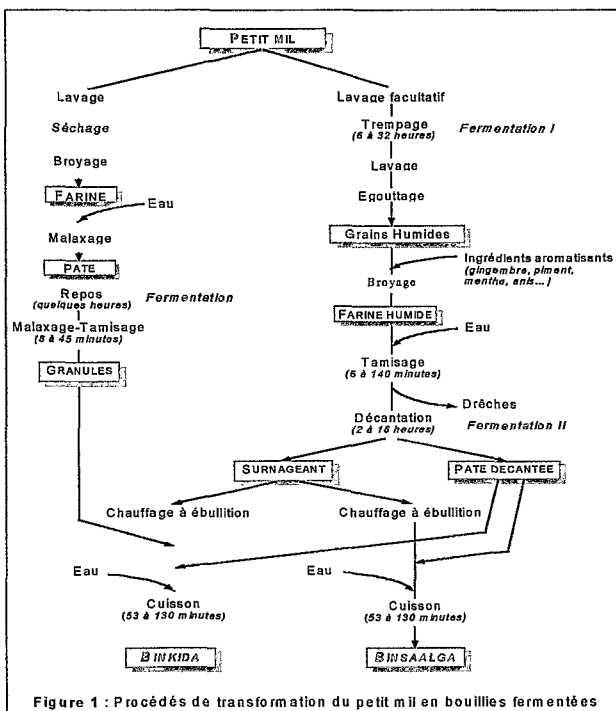 PETIT MIL
Lavage
Séchage
Broyage
FARINE
Eau
Malaxage
PATE
Repos
(quelques heures)
Fermentation
Malaxage-Tamisage
(8 à 45 minutes)
GRANULES
Lavage facultatif
Trempage
(6 à 32 heures)
Fermentation I
Lavage
Egouttage
Grains Humides
Ingrédients aromatisants
(gingembre, piment,
menthe, anis... )
Broyage
FARINE HUMIDE
Eau
Tamisage
(6 à 140 minutes)
Drêches
Décantation
(2 à 16 heures)
Fermentation II
SURNAGEANT
PATE DECANTEE
Chauffage à ébullition
Chauffage à ébullition
Eau
Cuisson
(53 à 130 minutes)
BINKIDA
Eau
Cuisson
(53 à 130 minutes)
BINSAALGA
Figure 1 : Procédés de transformation du petit mil en bouillies fermentées